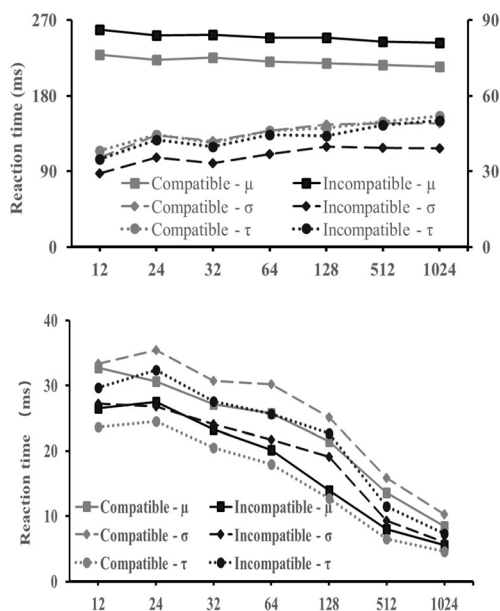 270
90
180
60
90
30
0
0
Reaction time (ms)
Compatible - μ
Incompatible - μ
Compatible - σ
Incompatible - σ
Compatible - τ
Incompatible - τ
12 24 32 64 128 512 1024
40
30
20
10
0
Reaction time (ms)
Compatible - μ
Incompatible - μ
Compatible - σ
Incompatible - σ
Compatible - τ
Incompatible - τ
12 24 32 64 128 512 1024